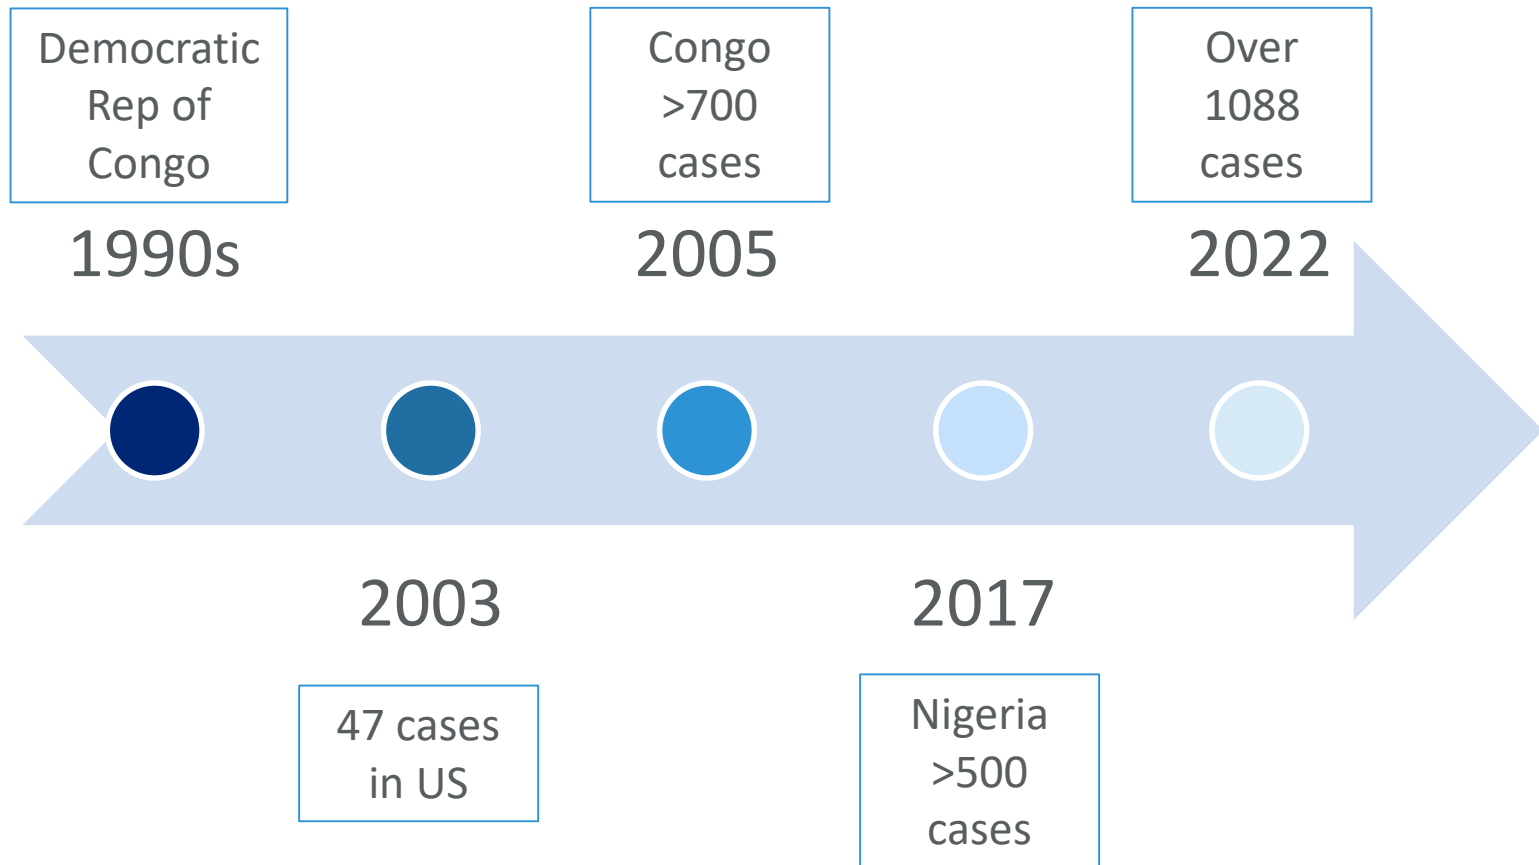 Democratic
Rep of
Congo
1990s
Congo
>700
cases
2005
Over
1088
cases
2022
2003
47 cases
in US
2017
Nigeria
>500
cases